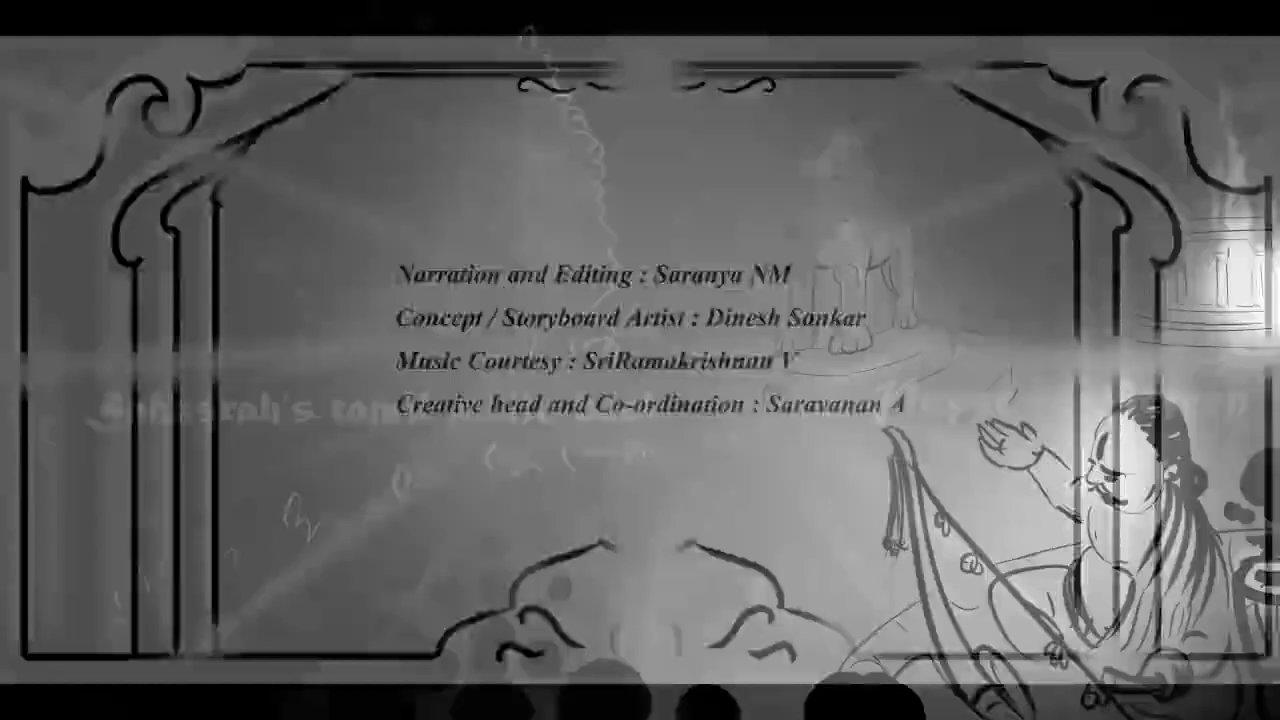 Narration and Editing : Saranya NM
Concept / Storyboard Artist : Dinesh Sankar
Music Courtesy : SriRamakrishnan V
Creative head and Co-ordination : Saravanan A